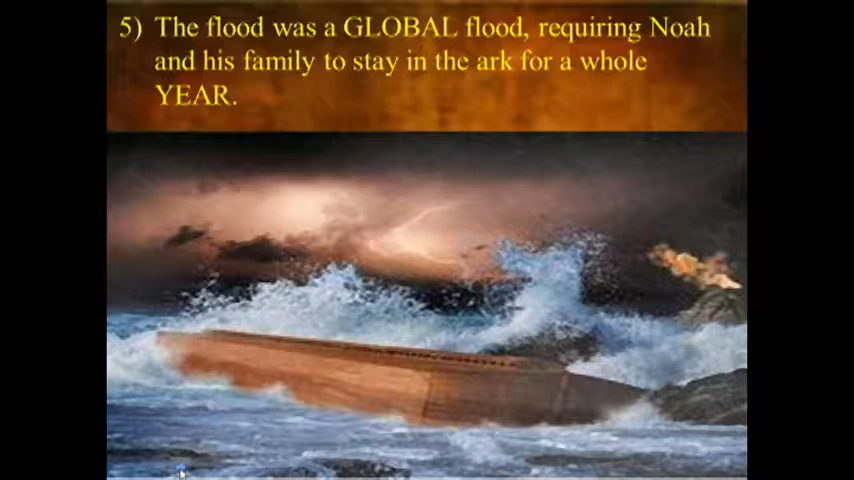 5) The flood was a GLOBAL flood, requiring Noah
and his family to stay in the ark for a whole
YEAR.